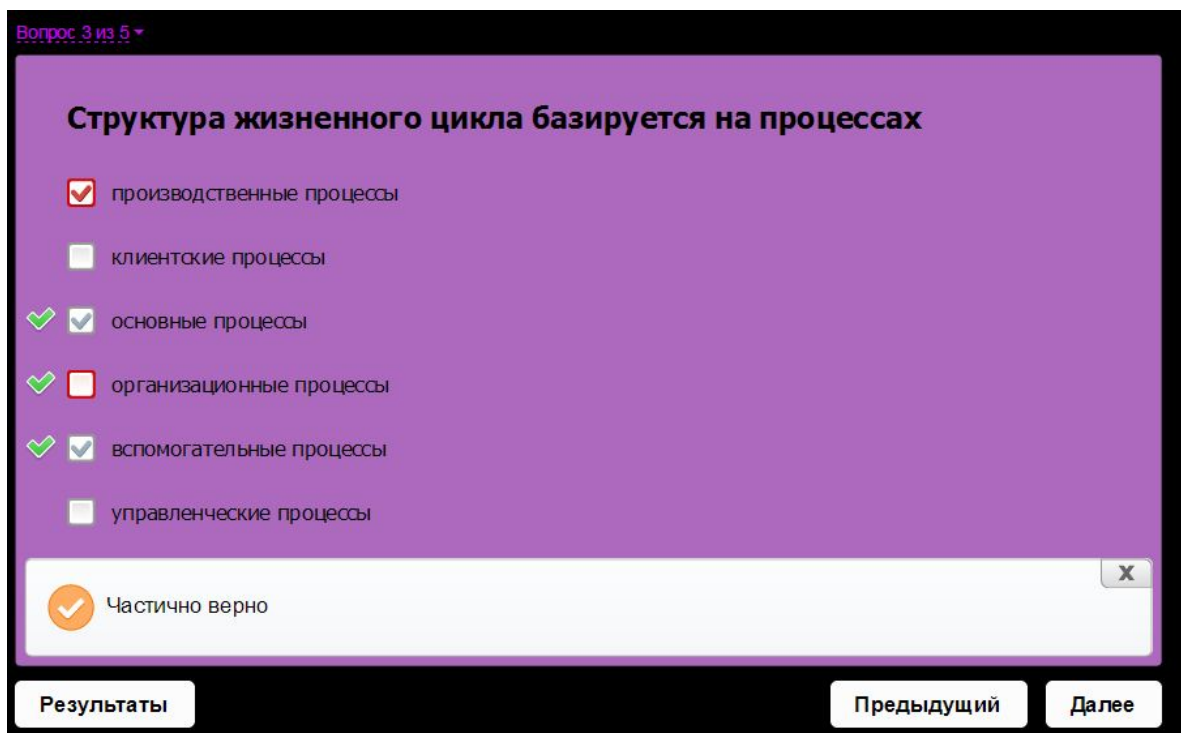 Вопрос 3 из 5
Структура жизненного цикла базируется на процессах
производственные процессы
клиентские процессы
основные процессы
организационные процессы
вспомогательные процессы
управленческие процессы
X
Частично верно
Результаты
Предыдущий
Далее